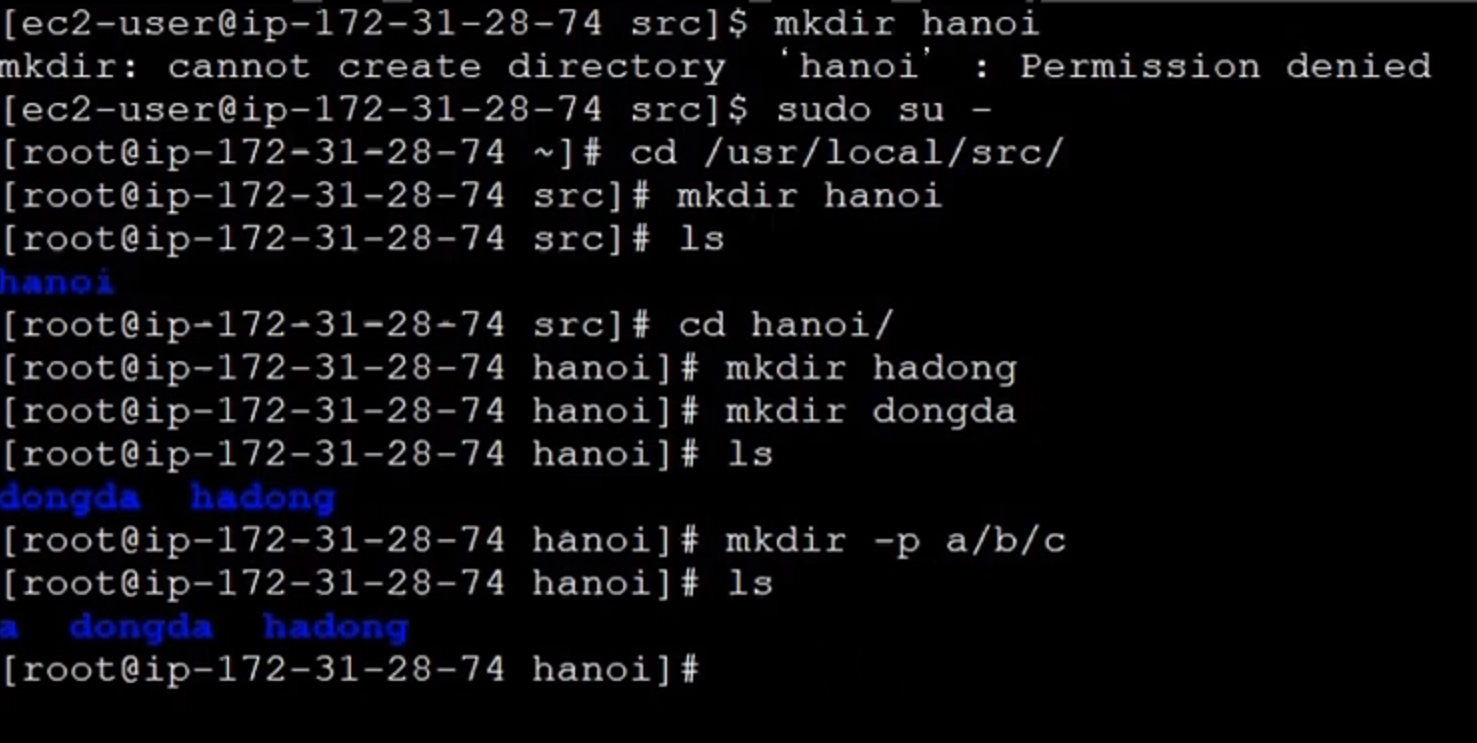 [ec2-user@ip-172-31-28-74 src]$ mkdir hanoi
mkdir: cannot create directory ‘hanoi’ : Permission denied
[ec2-user@ip-172-31-28-74 src]$ sudo su -
[root@ip-172-31-28-74 ~]# cd /usr/local/src/
[root@ip-172-31-28-74 src]# mkdir hanoi
[root@ip-172-31-28-74 src]# ls
hanoi
[root@ip-172-31-28-74 src]# cd hanoi/
[root@ip-172-31-28-74 hanoi]# mkdir hadong
[root@ip-172-31-28-74 hanoi]# mkdir dongda
[root@ip-172-31-28-74 hanoi]# ls
dongda  hadong
[root@ip-172-31-28-74 hanoi]# mkdir -p a/b/c
[root@ip-172-31-28-74 hanoi]# ls
a  dongda  hadong
[root@ip-172-31-28-74 hanoi]#